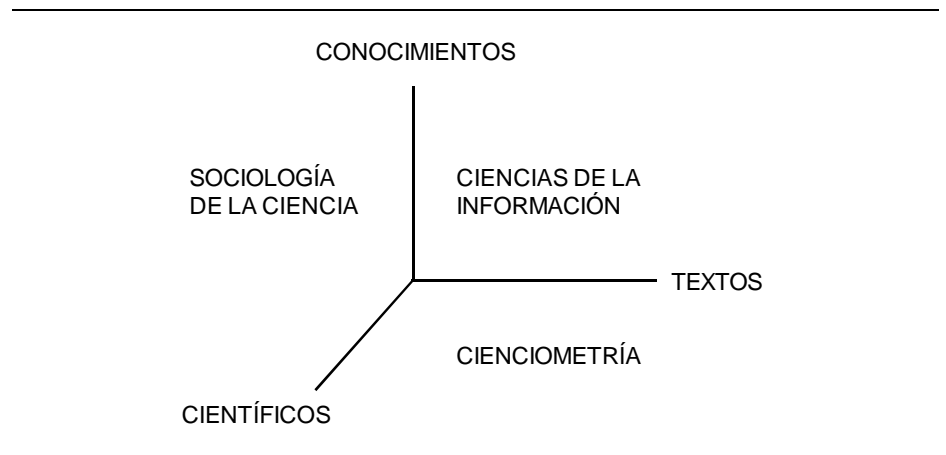 CONOCIMIENTOS
SOCIOLOGÍA
DE LA CIENCIA
CIENCIAS DE LA
INFORMACIÓN
TEXTOS
CIENCIOMETRÍA
CIENTÍFICOS